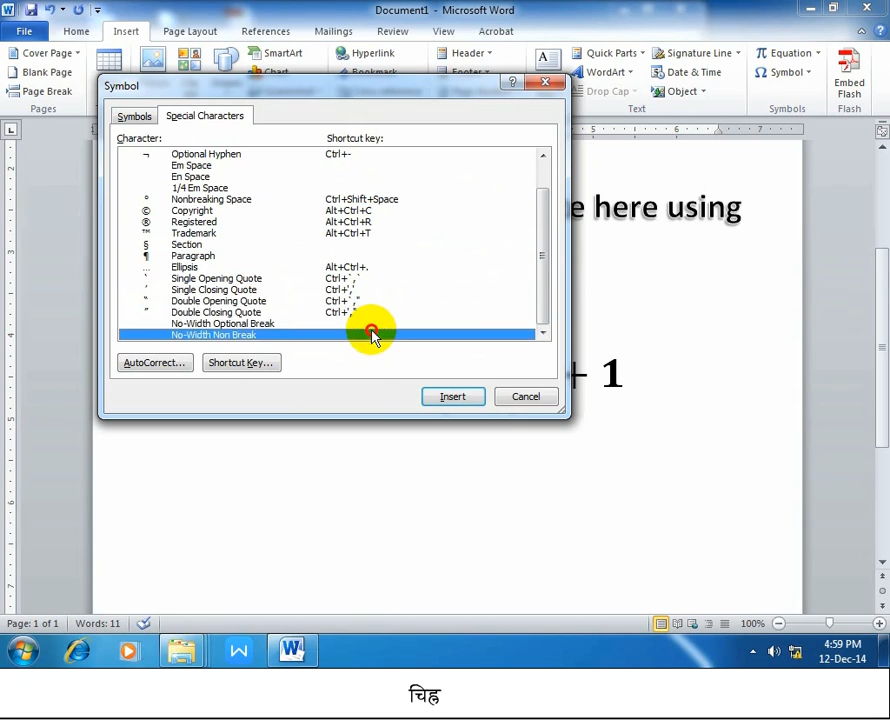 Document1 - Microsoft Word
File Home Insert Page Layout References Mailings Review View Acrobat
Cover Page
Blank Page
Page Break
Pages
SmartArt
Hyperlink
Header
Quick Parts
WordArt
Drop Cap
Signature Line
Date & Time
Object
Text
Equation
Symbol
Symbols
Embed
Flash
Flash
Symbol
Symbols Special Characters
Character: Shortcut key:
¬ Optional Hyphen Ctrl+-
Em Space
En Space
1/4 Em Space
° Nonbreaking Space Ctrl+Shift+Space
© Copyright Alt+Ctrl+C
® Registered Alt+Ctrl+R
™ Trademark Alt+Ctrl+T
§ Section
¶ Paragraph
… Ellipsis Alt+Ctrl+.
‘ Single Opening Quote Ctrl+`,`
’ Single Closing Quote Ctrl+','
“ Double Opening Quote Ctrl+`,"
” Double Closing Quote Ctrl+',"
No-Width Optional Break
No-Width Non Break
AutoCorrect... Shortcut Key...
Insert Cancel
here using
+ 1
Page: 1 of 1 Words: 11 100%
4:59 PM
12-Dec-14
चिह्न